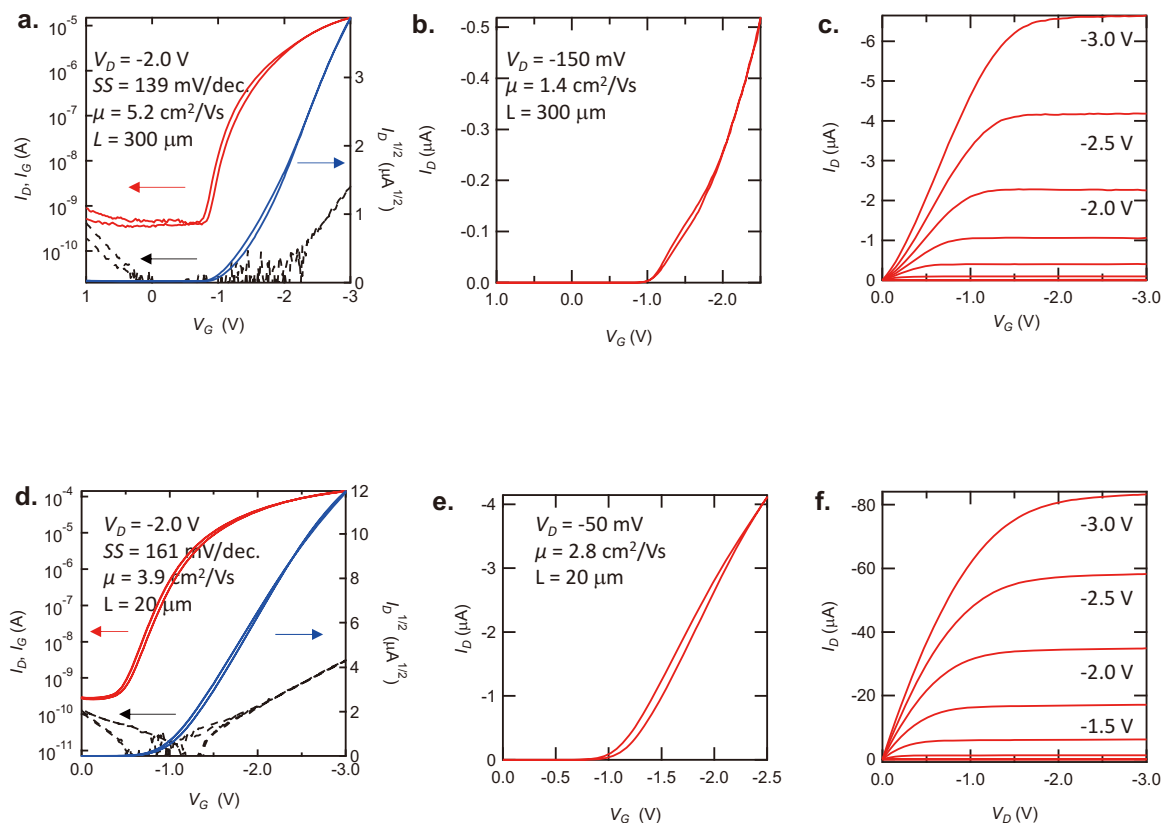 a.
10⁻⁵
10⁻⁶
10⁻⁷
10⁻⁸
10⁻⁹
10⁻¹⁰
I_D, I_G (A)
V_D = -2.0 V
SS = 139 mV/dec.
μ = 5.2 cm²/Vs
L = 300 μm
3
2
1
0
I_D^1/2 (μA^1/2)
1
0
-1
-2
-3
V_G (V)
b.
-0.5
-0.4
-0.3
-0.2
-0.1
0.0
I_D (μA)
V_D = -150 mV
μ = 1.4 cm²/Vs
L = 300 μm
1.0
0.0
-1.0
-2.0
V_G (V)
c.
-6
-4
-2
-1
0
I_D (μA)
-3.0 V
-2.5 V
-2.0 V
0.0
-1.0
-2.0
-3.0
V_G (V)
d.
10⁻⁴
10⁻⁵
10⁻⁶
10⁻⁷
10⁻⁸
10⁻⁹
10⁻¹⁰
10⁻¹¹
I_D, I_G (A)
V_D = -2.0 V
SS = 161 mV/dec.
μ = 3.9 cm²/Vs
L = 20 μm
12
10
8
6
4
2
0
I_D^1/2 (μA^1/2)
0.0
-1.0
-2.0
-3.0
V_G (V)
e.
-4
-3
-2
-1
0
I_D (μA)
V_D = -50 mV
μ = 2.8 cm²/Vs
L = 20 μm
0.0
-0.5
-1.0
-1.5
-2.0
-2.5
V_G (V)
f.
-80
-60
-40
-20
0
I_D (μA)
-3.0 V
-2.5 V
-2.0 V
-1.5 V
0.0
-1.0
-2.0
-3.0
V_D (V)